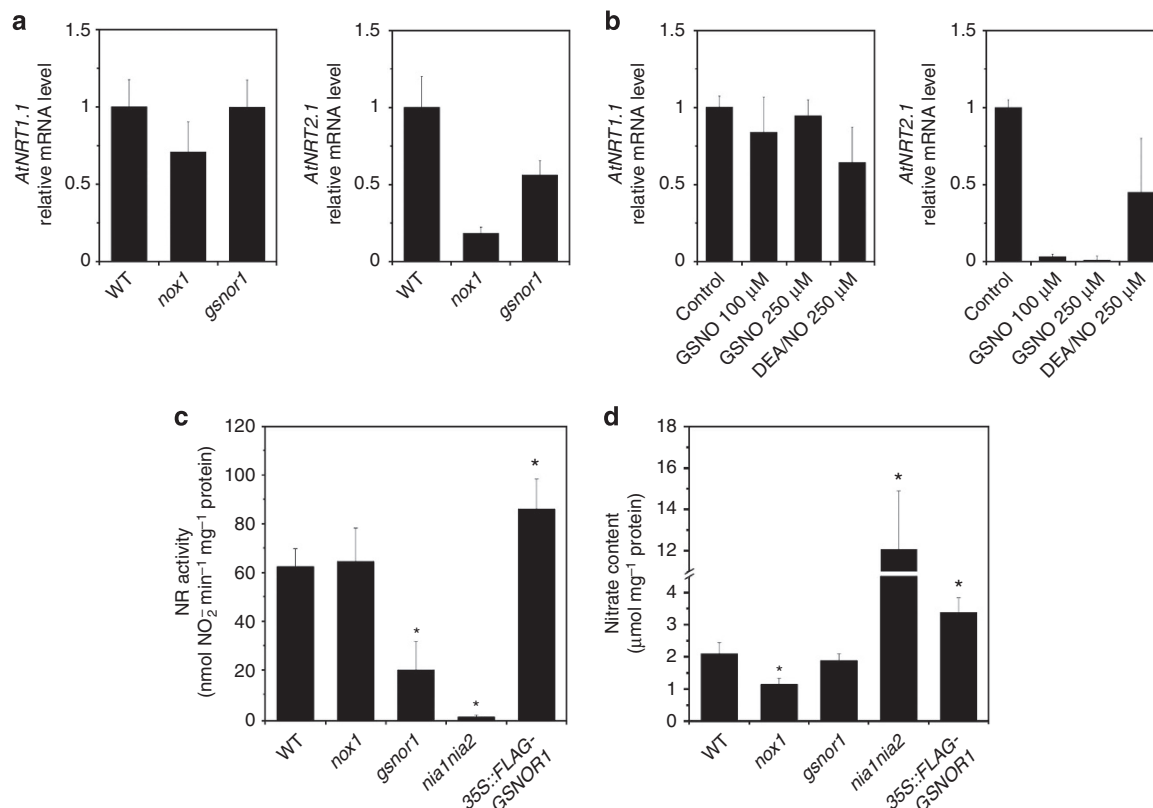 a
AtNRT1.1
relative mRNA level
1.5
1
0.5
0
WT
nox1
gsnor1
AtNRT2.1
relative mRNA level
1.5
1
0.5
0
WT
nox1
gsnor1
b
AtNRT1.1
relative mRNA level
1.5
1
0.5
0
Control
GSNO 100 μM
GSNO 250 μM
DEA/NO 250 μM
AtNRT2.1
relative mRNA level
1.5
1
0.5
0
Control
GSNO 100 μM
GSNO 250 μM
DEA/NO 250 μM
c
NR activity
(nmol NO₂⁻ min⁻¹ mg⁻¹ protein)
120
100
80
60
40
20
0
*
*
*
WT
nox1
gsnor1
nia1nia2
35S::FLAG-
GSNOR1
d
Nitrate content
(μmol mg⁻¹ protein)
18
16
14
12
4
3
2
1
0
*
*
*
WT
nox1
gsnor1
nia1nia2
35S::FLAG-
GSNOR1